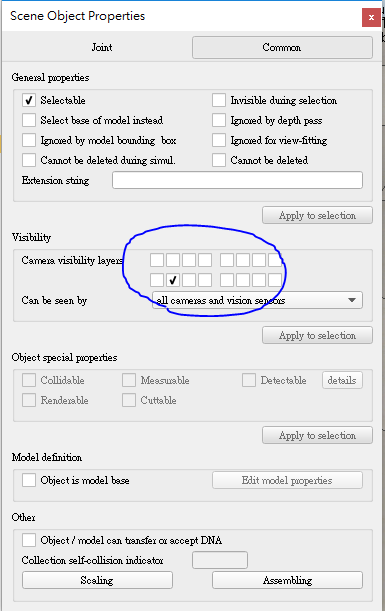 Scene Object Properties
x
Joint Common
General properties
Selectable Invisible during selection
Select base of model instead Ignored by depth pass
Ignored by model bounding box Ignored for view-fitting
Cannot be deleted during simul. Cannot be deleted
Extension string
Apply to selection
Visibility
Camera visibility layers
Can be seen by all cameras and vision sensors
Apply to selection
Object special properties
Collidable Measurable Detectable details
Renderable Cuttable
Apply to selection
Model definition
Object is model base Edit model properties
Other
Object / model can transfer or accept DNA
Collection self-collision indicator
Scaling Assembling